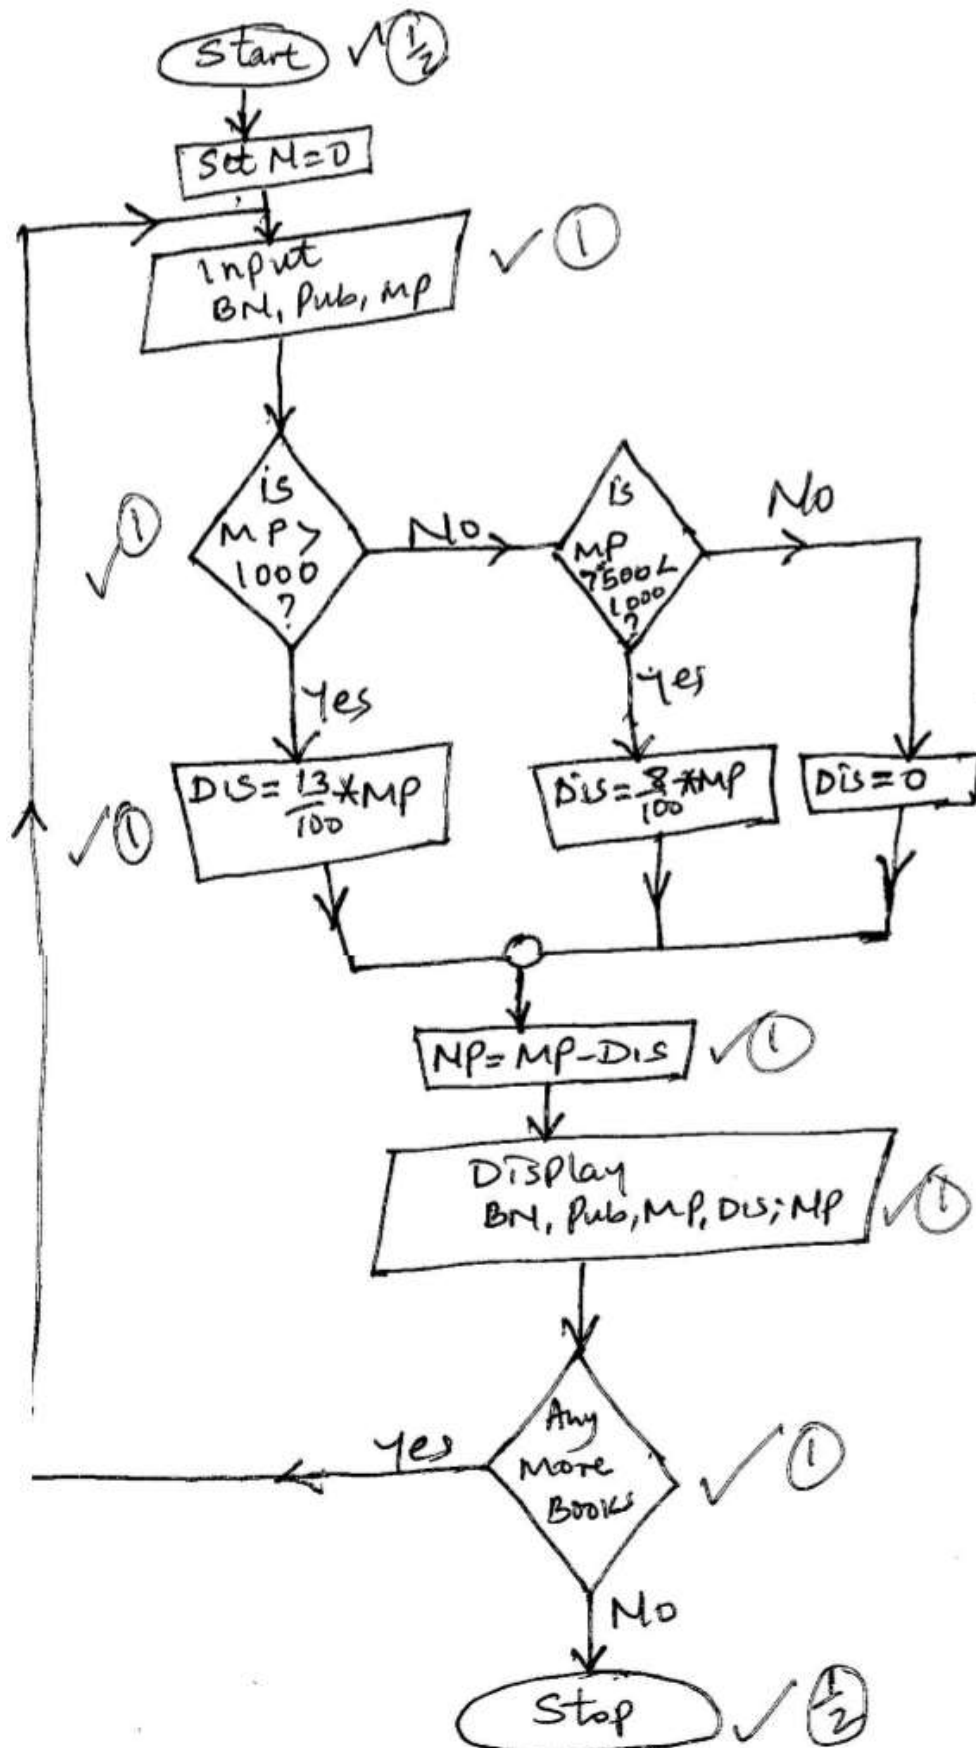 Start ✓ 1/2
Set N=0
Input ✓ 1
BN, Pub, MP
is
MP>
1000
?
✓ 1
No
is
MP
>500<
1000
?
No
Yes
Yes
DIS=13/100*MP
✓ 1
Dis=8/100*MP
Dis=0
NP=MP-DIS ✓ 1
Display
BN, Pub, MP, DIS, NP ✓ 1
Any
More
Books
✓ 1
Yes
No
Stop ✓ 1/2